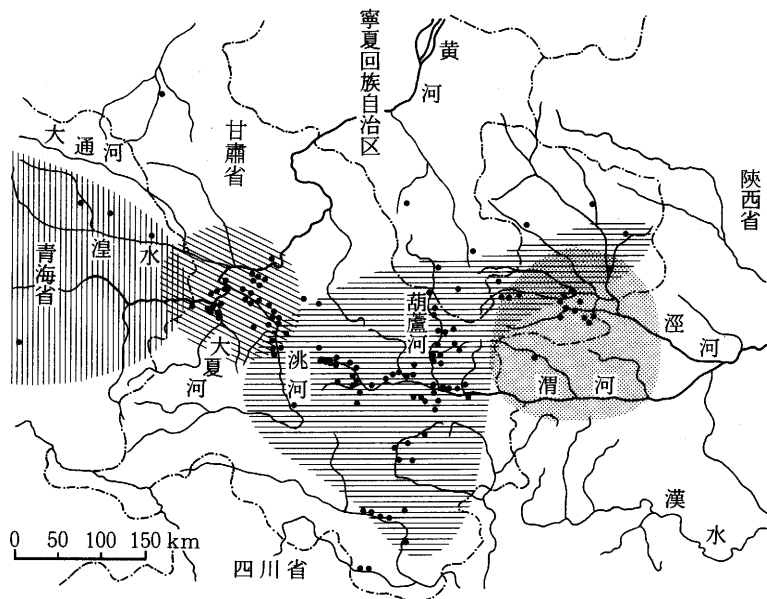 寧夏回族自治区
黄河
甘肅省
大通河
陝西省
青海省
湟水
葫蘆河
大夏河
洮河
涇河
渭河
漢水
四川省
0 50 100 150 km